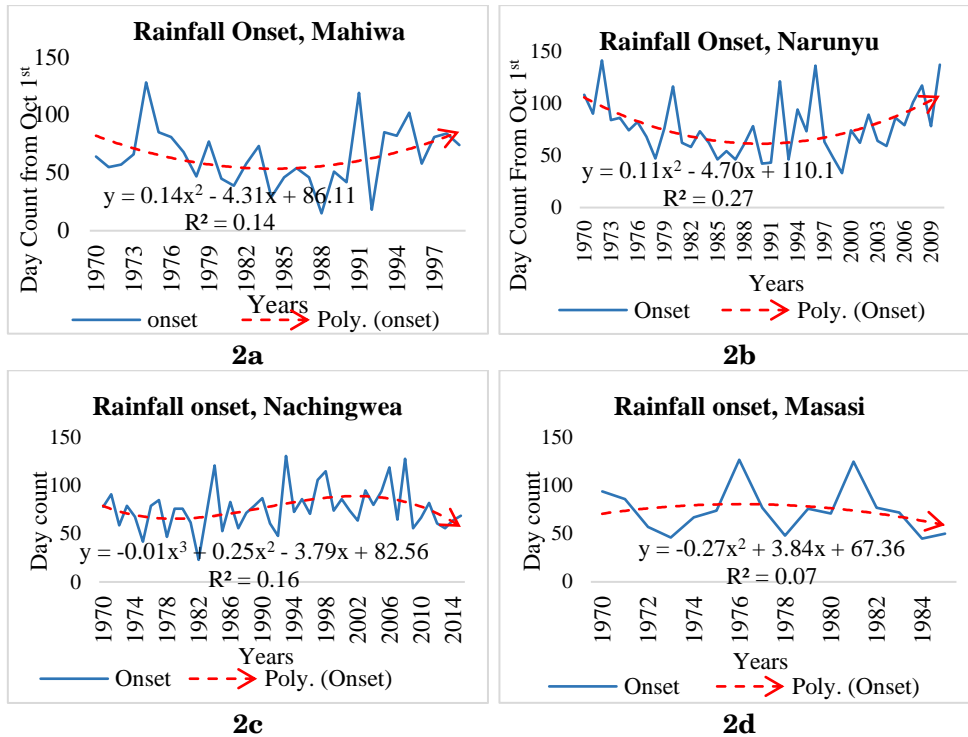 Rainfall Onset, Mahiwa
150
100
50
0
Day Count from Oct 1st
y = 0.14x² - 4.31x + 86.11
R² = 0.14
1970
1973
1976
1979
1982
1985
1988
1991
1994
1997
Years
onset
Poly. (onset)
2a
Rainfall Onset, Narunyu
150
100
50
0
Day Count From Oct 1st
y = 0.11x² - 4.70x + 110.1
R² = 0.27
1970
1973
1976
1979
1982
1985
1988
1991
1994
1997
2000
2003
2006
2009
Years
Onset
Poly. (Onset)
2b
Rainfall onset, Nachingwea
150
100
50
0
Day count
y = -0.01x³ + 0.25x² - 3.79x + 82.56
R² = 0.16
1970
1974
1978
1982
1986
1990
1994
1998
2002
2006
2010
2014
Years
Onset
Poly. (Onset)
2c
Rainfall onset, Masasi
150
100
50
0
Day count
y = -0.27x² + 3.84x + 67.36
R² = 0.07
1970
1972
1974
1976
1978
1980
1982
1984
Years
Onset
Poly. (Onset)
2d